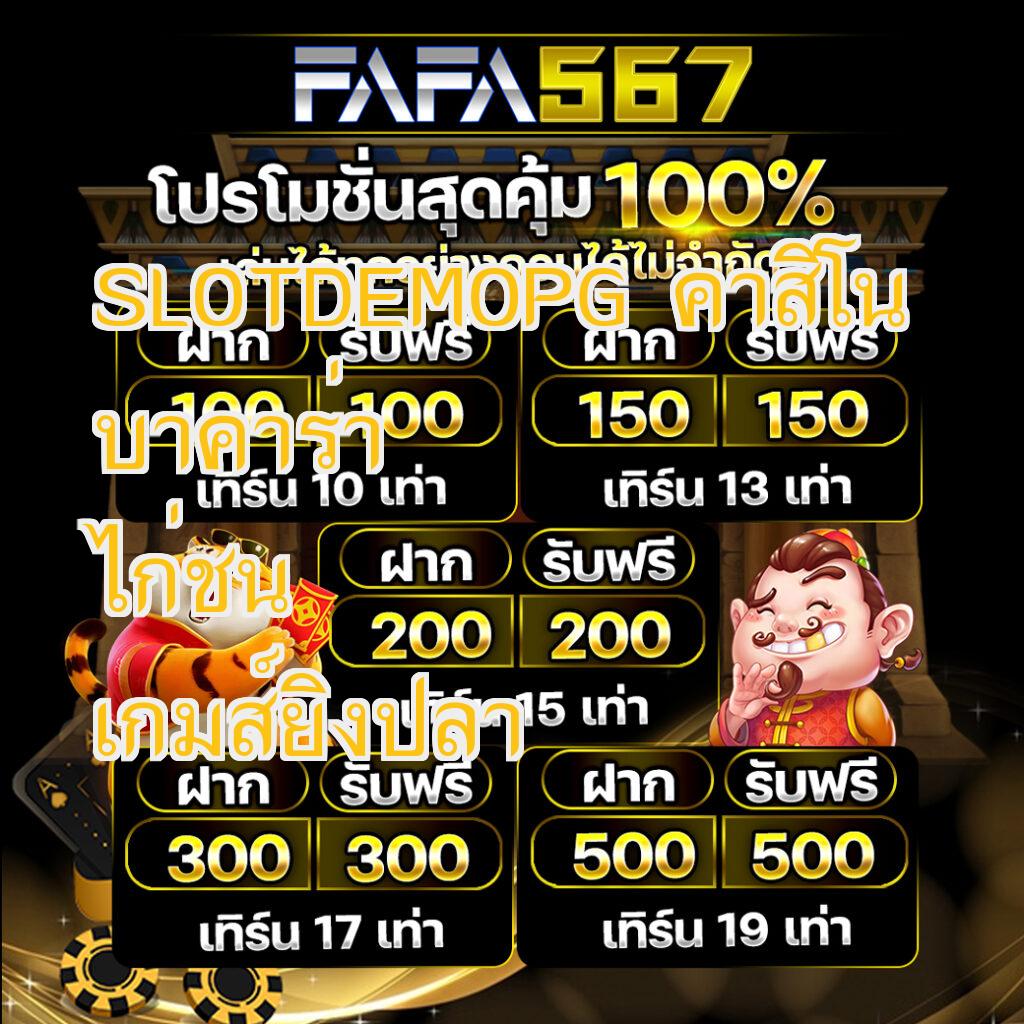 FAFA567
โปรโมชั่นสุดคุ้ม 100%
SLOTDEMOPG คาสิโน
ฝาก รับฟรี ฝาก รับฟรี
100 100 150 150
บาคาร่า
เทิร์น 10 เท่า เทิร์น 13 เท่า
ไก่ชน
ฝาก รับฟรี
200 200
เทิร์น 15 เท่า
เกมส์ยิงปลา
ฝาก รับฟรี ฝาก รับฟรี
300 300 500 500
เทิร์น 17 เท่า เทิร์น 19 เท่า